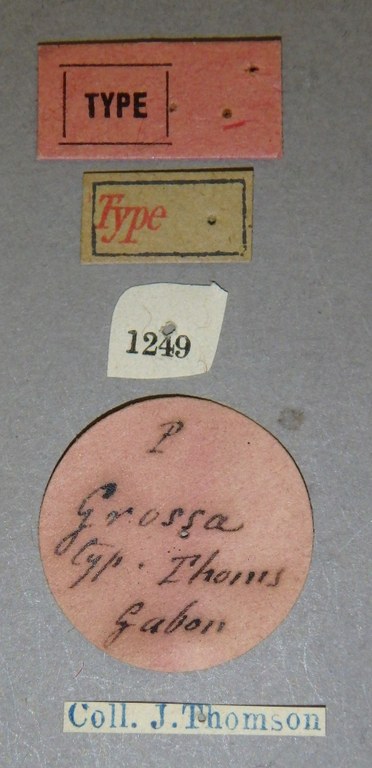 TYPE
Type
1249
P
Grossa
Typ. Thoms
Gabon
Coll. J. Thomson